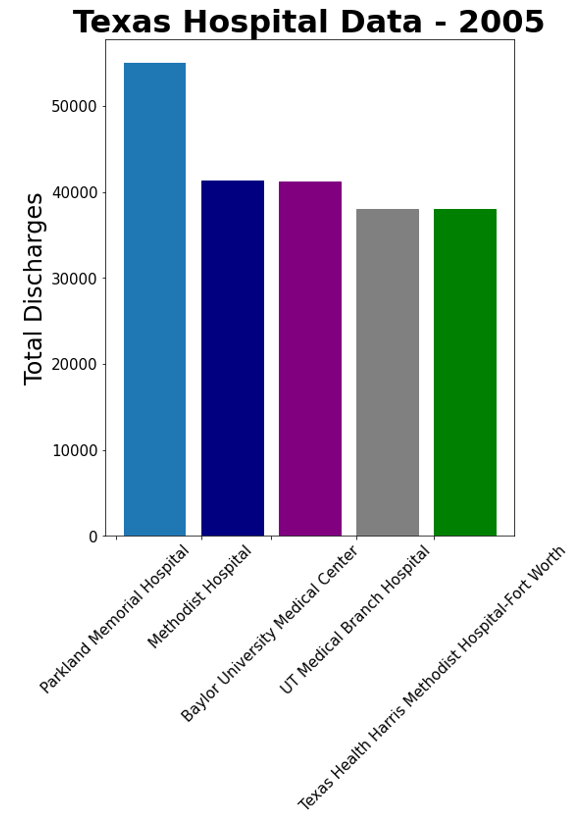 Texas Hospital Data - 2005
Total Discharges
50000
40000
30000
20000
10000
0
Parkland Memorial Hospital
Methodist Hospital
Baylor University Medical Center
UT Medical Branch Hospital
Texas Health Harris Methodist Hospital-Fort Worth